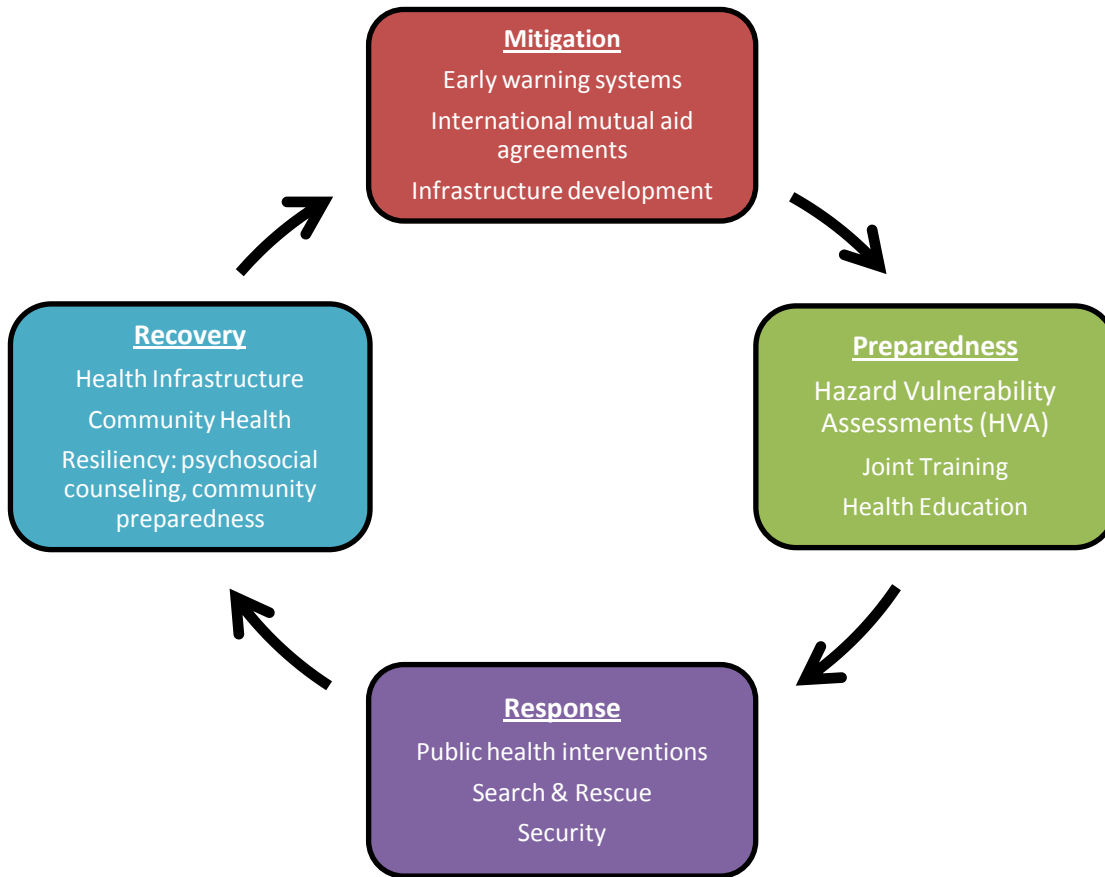 Mitigation
Early warning systems
International mutual aid
agreements
Infrastructure development
Preparedness
Hazard Vulnerability
Assessments (HVA)
Joint Training
Health Education
Response
Public health interventions
Search & Rescue
Security
Recovery
Health Infrastructure
Community Health
Resiliency: psychosocial
counseling, community
preparedness